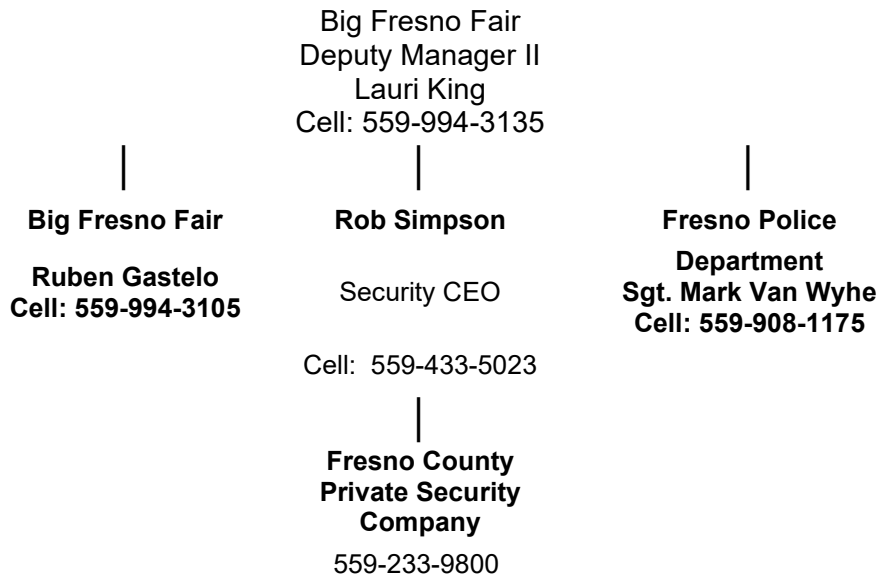 Big Fresno Fair
Deputy Manager II
Lauri King
Cell: 559-994-3135
Big Fresno Fair
Ruben Gastelo
Cell: 559-994-3105
Rob Simpson
Security CEO
Cell: 559-433-5023
Fresno Police
Department
Sgt. Mark Van Wyhe
Cell: 559-908-1175
Fresno County
Private Security
Company
559-233-9800